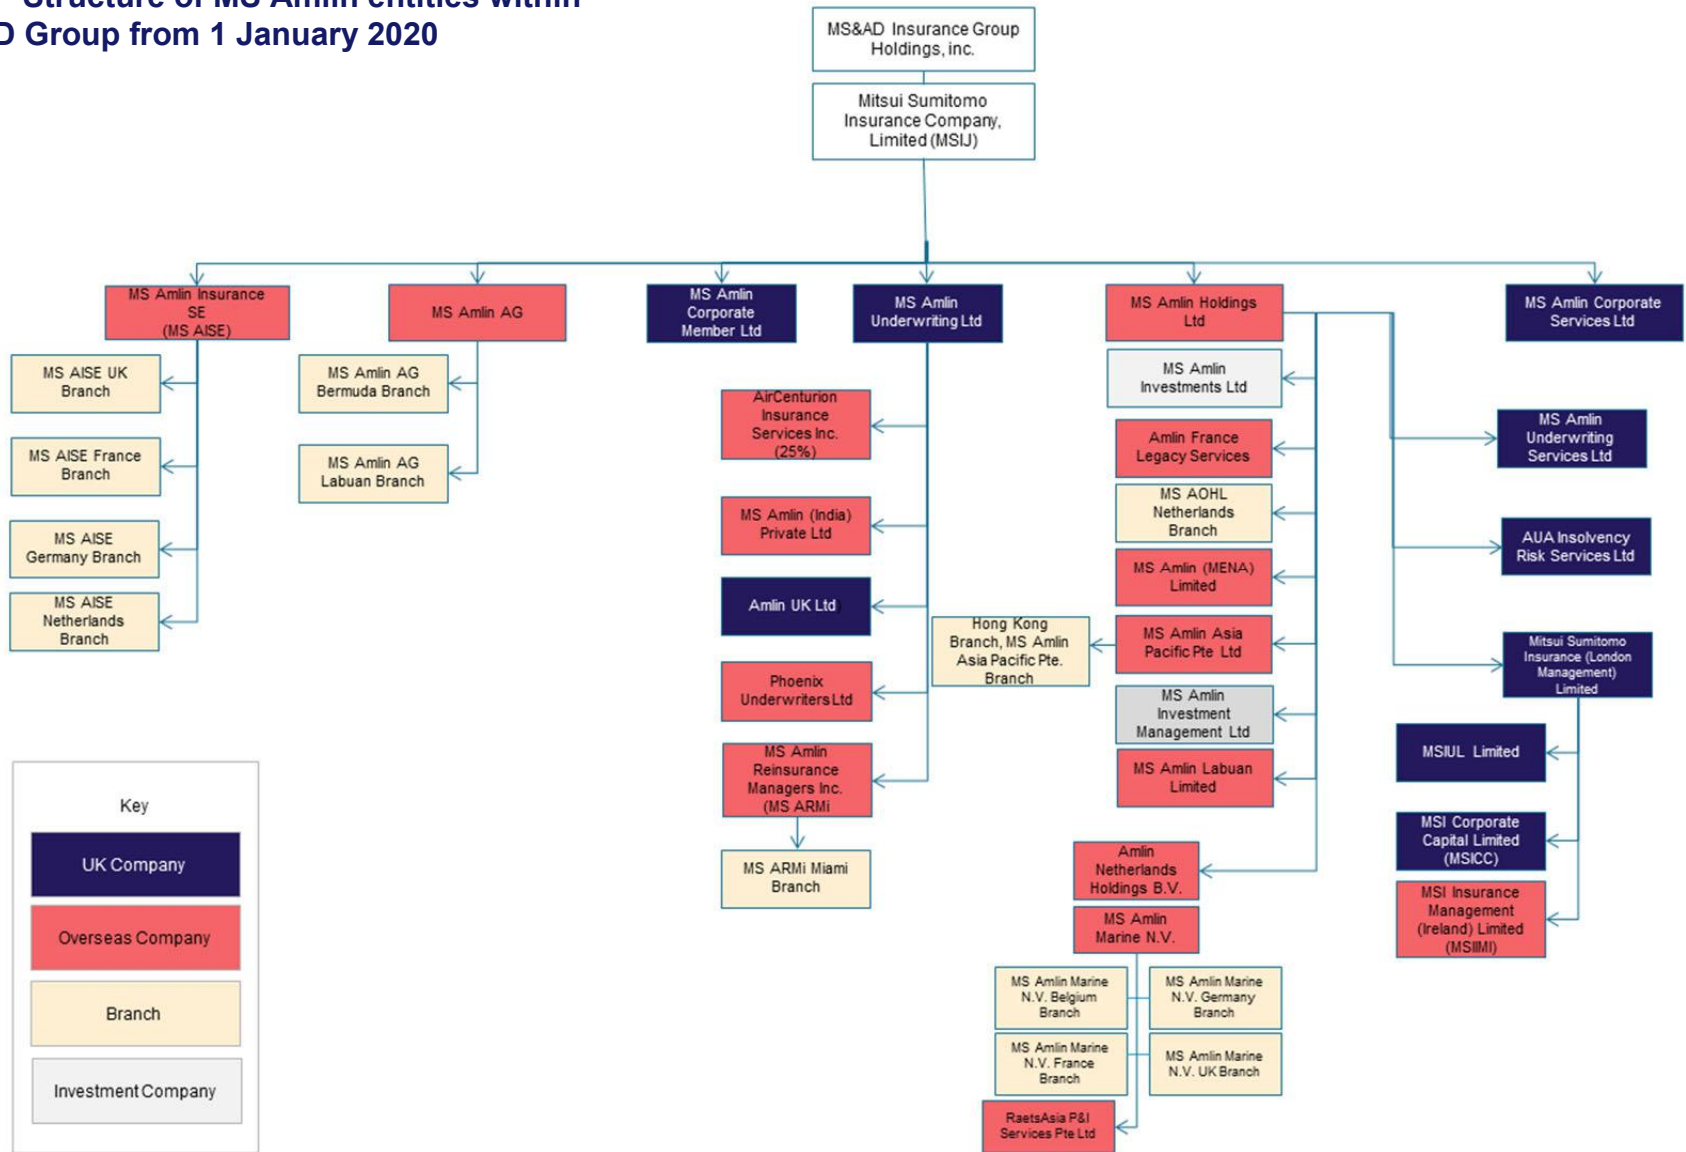 Structure of MS Amlin entities within
D Group from 1 January 2020
MS&AD Insurance Group
Holdings, inc.
Mitsui Sumitomo
Insurance Company,
Limited (MSIJ)
MS Amlin Insurance
SE
(MS AISE)
MS Amlin AG
MS Amlin
Corporate
Member Ltd
MS Amlin
Underwriting Ltd
MS Amlin Holdings
Ltd
MS Amlin Corporate
Services Ltd
MS AISE UK
Branch
MS AISE France
Branch
MS AISE
Germany Branch
MS AISE
Netherlands
Branch
MS Amlin AG
Bermuda Branch
MS Amlin AG
Labuan Branch
AirCenturion
Insurance
Services Inc.
(25%)
MS Amlin (India)
Private Ltd
Amlin UK Ltd
Phoenix
Underwriters Ltd
MS Amlin
Reinsurance
Managers Inc.
(MS ARMi
MS ARMi Miami
Branch
MS Amlin
Investments Ltd
Amlin France
Legacy Services
MS AOHL
Netherlands
Branch
MS Amlin (MENA)
Limited
MS Amlin Asia
Pacific Pte Ltd
Hong Kong
Branch, MS Amlin
Asia Pacific Pte.
Branch
MS Amlin
Investment
Management Ltd
MS Amlin Labuan
Limited
Amlin
Netherlands
Holdings B.V.
MS Amlin
Marine N.V.
MS Amlin Marine
N.V. Belgium
Branch
MS Amlin Marine
N.V. Germany
Branch
MS Amlin Marine
N.V. France
Branch
MS Amlin Marine
N.V. UK Branch
RaetsAsia P&I
Services Pte Ltd
MS Amlin
Underwriting
Services Ltd
AUA Insolvency
Risk Services Ltd
Mitsui Sumitomo
Insurance (London
Management)
Limited
MSIUL Limited
MSI Corporate
Capital Limited
(MSICC)
MSI Insurance
Management
(Ireland) Limited
(MSIIMI)
Key
UK Company
Overseas Company
Branch
Investment Company